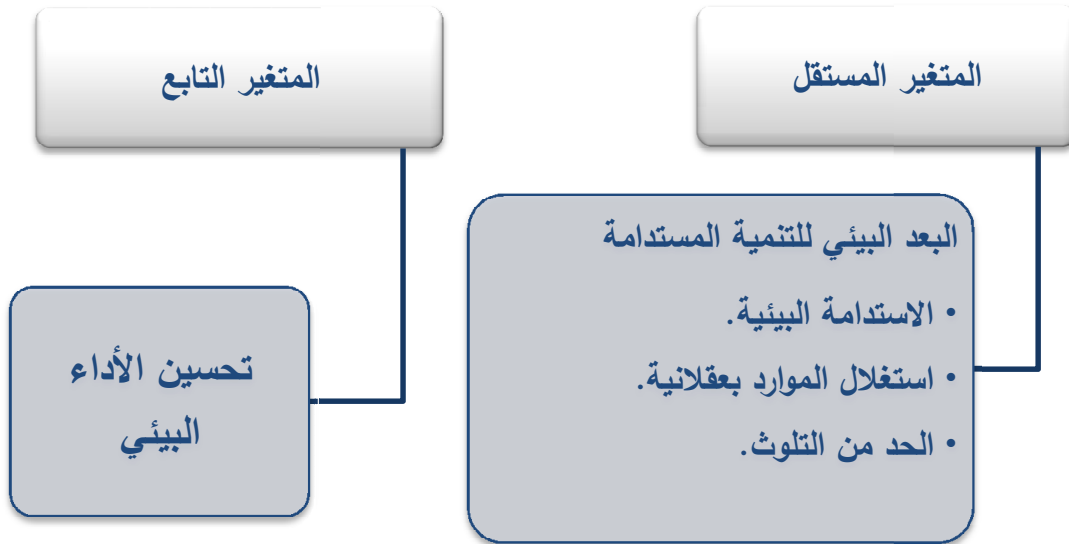 المتغير المستقل
البعد البيئي للتنمية المستدامة
• الاستدامة البيئية.
• استغلال الموارد بعقلانية.
• الحد من التلوث.
المتغير التابع
تحسين الأداء
البيئي